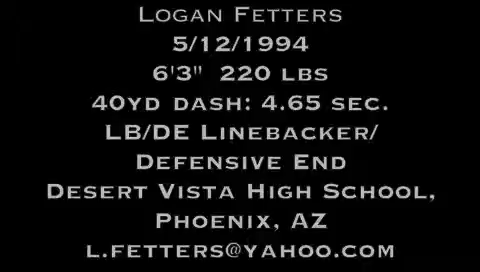 Logan Fetters
5/12/1994
6'3" 220 lbs
40yd dash: 4.65 sec.
LB/DE Linebacker/
Defensive End
Desert Vista High School,
Phoenix, AZ
l.fetters@yahoo.com